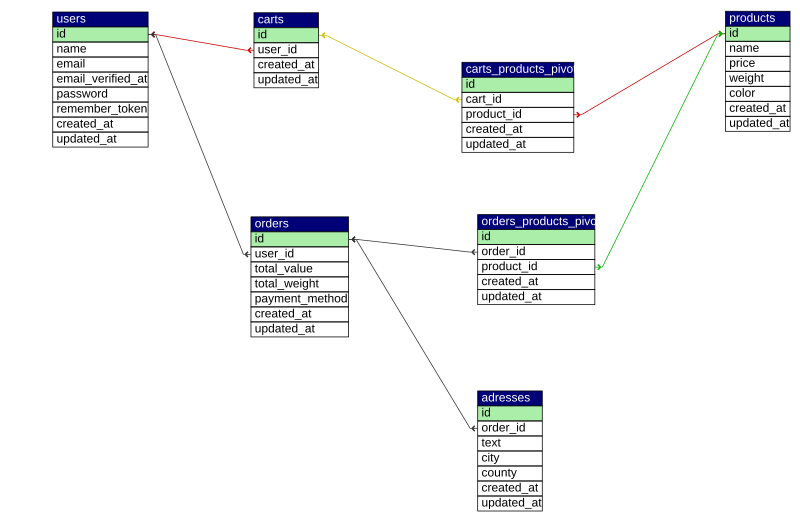 users
id
name
email
email_verified_at
password
remember_token
created_at
updated_at
carts
id
user_id
created_at
updated_at
carts_products_pivo
id
cart_id
product_id
created_at
updated_at
products
id
name
price
weight
color
created_at
updated_at
orders
id
user_id
total_value
total_weight
payment_method
created_at
updated_at
orders_products_pivo
id
order_id
product_id
created_at
updated_at
adresses
id
order_id
text
city
county
created_at
updated_at